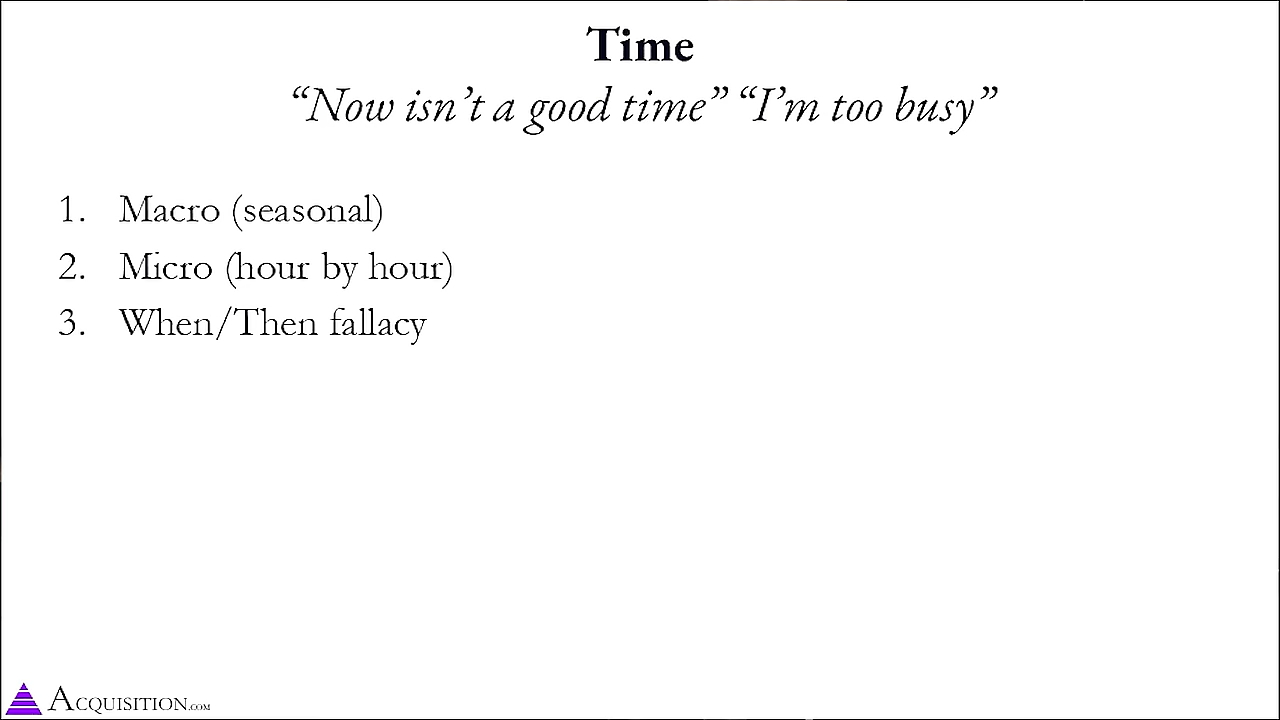 Time
“Now isn’t a good time” “I’m too busy”
1. Macro (seasonal)
2. Micro (hour by hour)
3. When/Then fallacy
ACQUISITION.COM